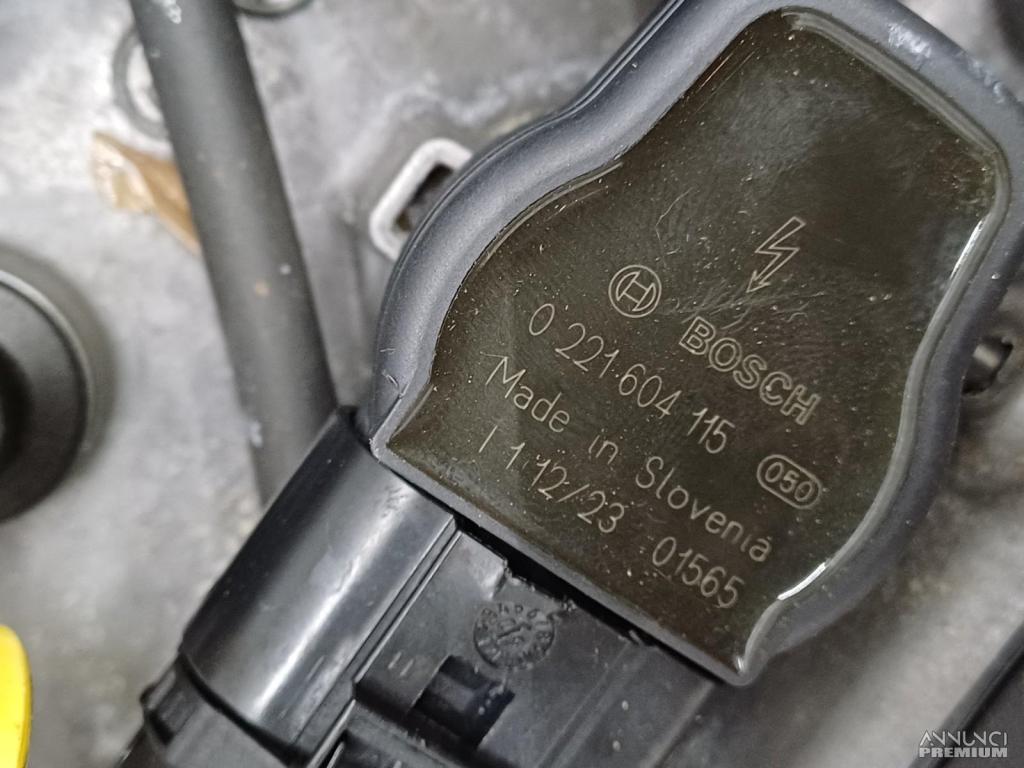 BOSCH
0 221 604 115
Made in Slovenia
050
I 1 12/23 01565
ANNUNCI
PREMIUM